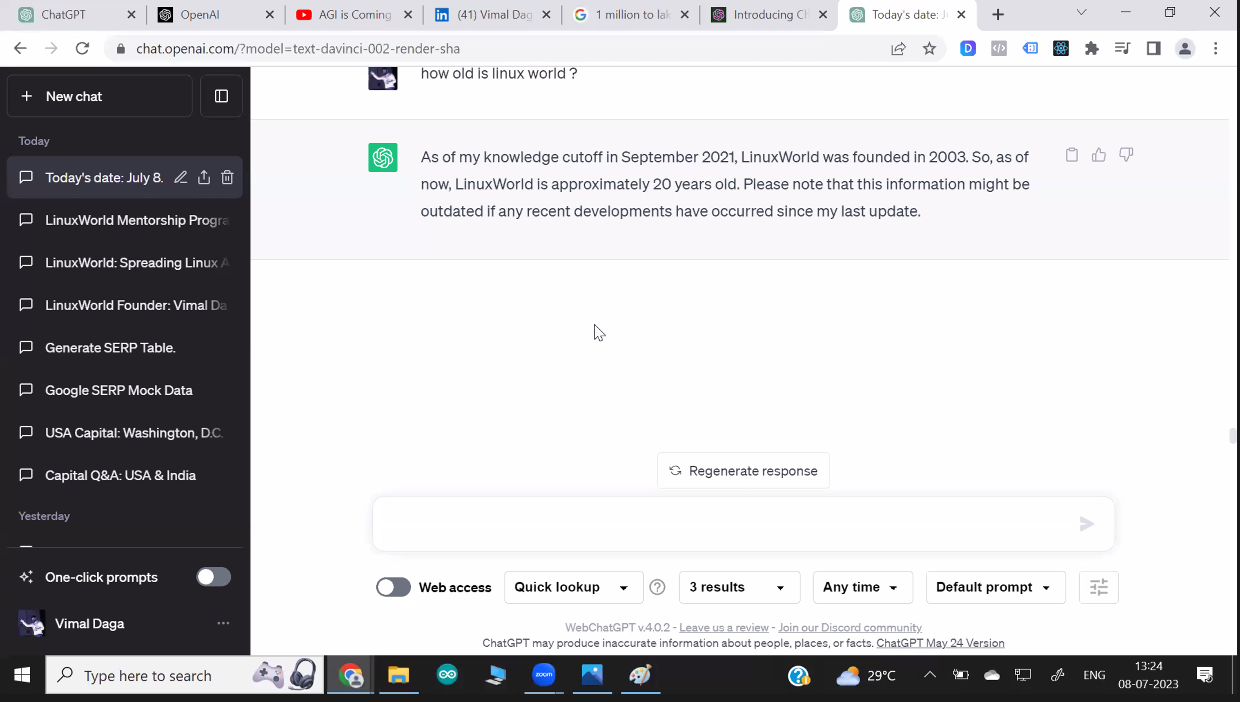 ChatGPT
OpenAI
AGI is Coming
(41) Vimal Dag
1 million to lak
Introducing Ch
Today's date: J
chat.openai.com/?model=text-davinci-002-render-sha
New chat
Today
Today's date: July 8.
LinuxWorld Mentorship Progra
LinuxWorld: Spreading Linux A
LinuxWorld Founder: Vimal Da
Generate SERP Table.
Google SERP Mock Data
USA Capital: Washington, D.C.
Capital Q&A: USA & India
Yesterday
One-click prompts
Vimal Daga
how old is linux world ?
As of my knowledge cutoff in September 2021, LinuxWorld was founded in 2003. So, as of
now, LinuxWorld is approximately 20 years old. Please note that this information might be
outdated if any recent developments have occurred since my last update.
Regenerate response
Web access
Quick lookup
3 results
Any time
Default prompt
WebChatGPT v.4.0.2 - Leave us a review - Join our Discord community
ChatGPT may produce inaccurate information about people, places, or facts. ChatGPT May 24 Version
Type here to search
zoom
29°C
ENG
13:24
08-07-2023